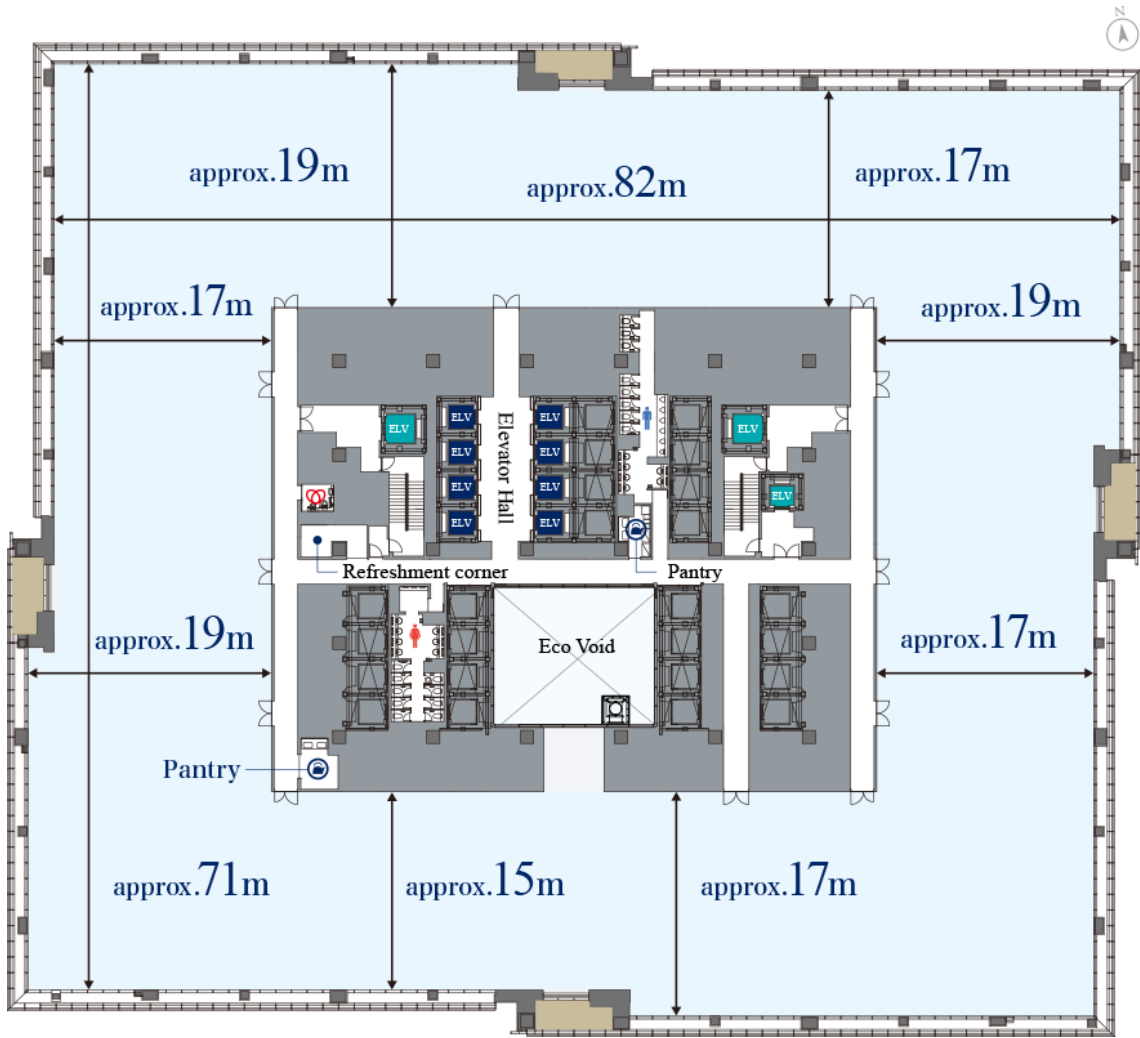 N
approx.19m
approx.82m
approx.17m
approx.17m
approx.19m
ELV
ELV
ELV
ELV
ELV
ELV
ELV
ELV
ELV
ELV
ELV
Elevator Hall
Refreshment corner
Pantry
approx.19m
Eco Void
approx.17m
Pantry
approx.71m
approx.15m
approx.17m